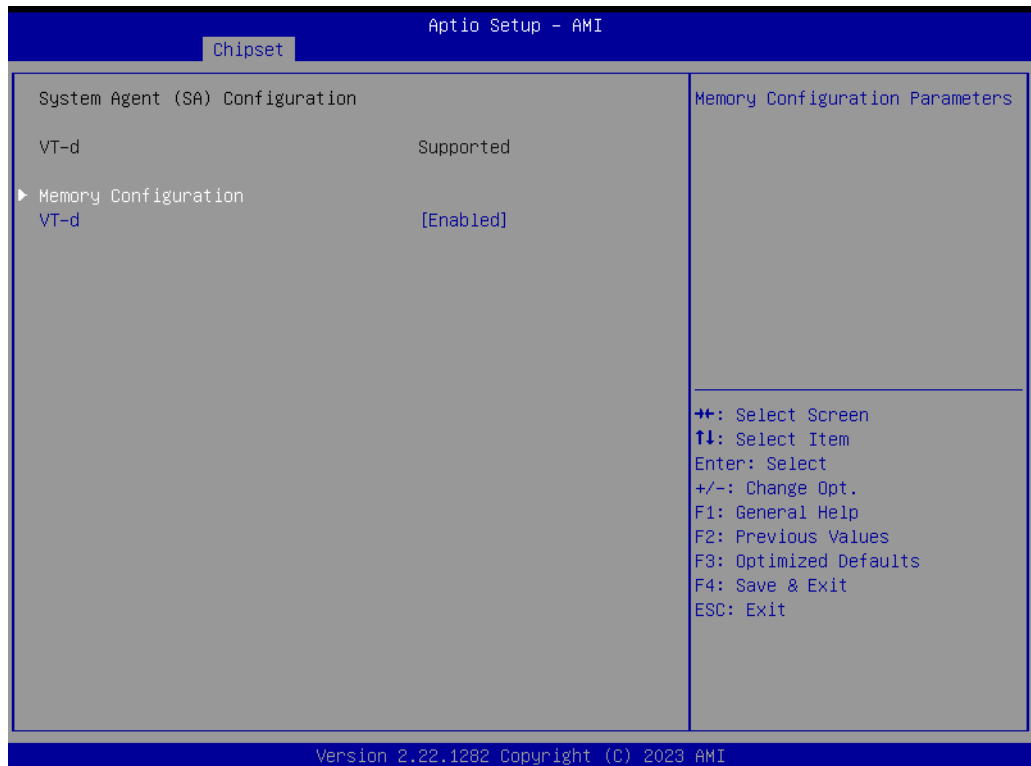 Aptio Setup – AMI
Chipset
System Agent (SA) Configuration
VT-d Supported
▶ Memory Configuration
VT-d [Enabled]
Memory Configuration Parameters
→←: Select Screen
↑↓: Select Item
Enter: Select
+/-: Change Opt.
F1: General Help
F2: Previous Values
F3: Optimized Defaults
F4: Save & Exit
ESC: Exit
Version 2.22.1282 Copyright (C) 2023 AMI